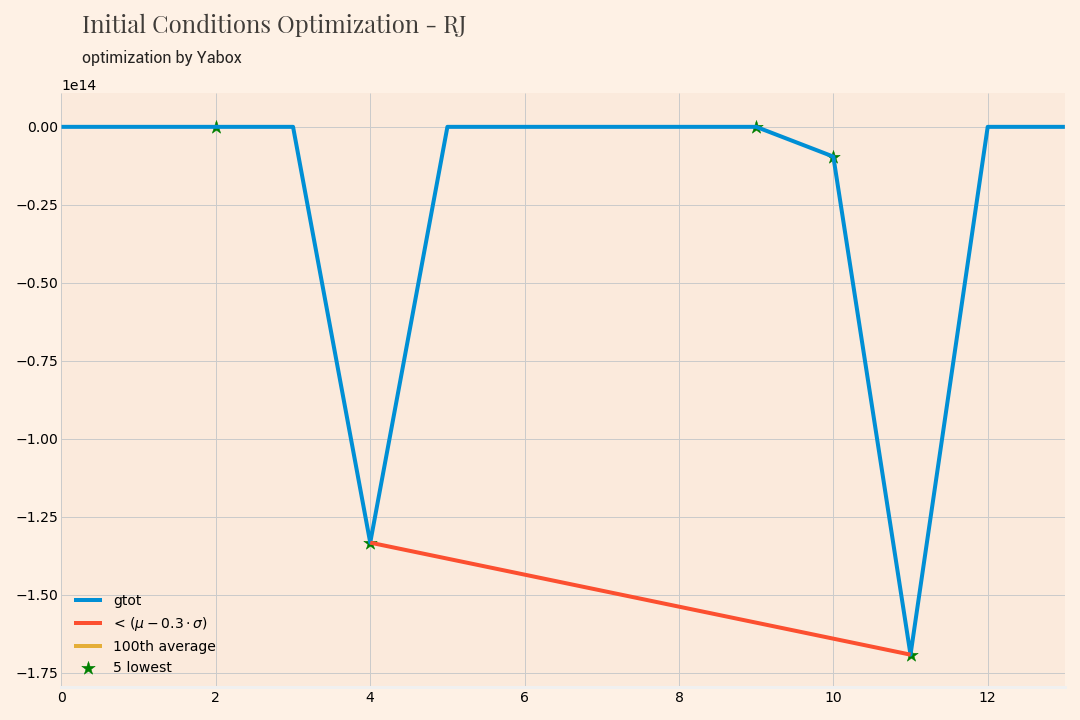 Initial Conditions Optimization - RJ
optimization by Yabox
1e14
0.00
−0.25
−0.50
−0.75
−1.00
−1.25
−1.50
−1.75
gtot
< (μ − 0.3 · σ)
100th average
5 lowest
0 2 4 6 8 10 12